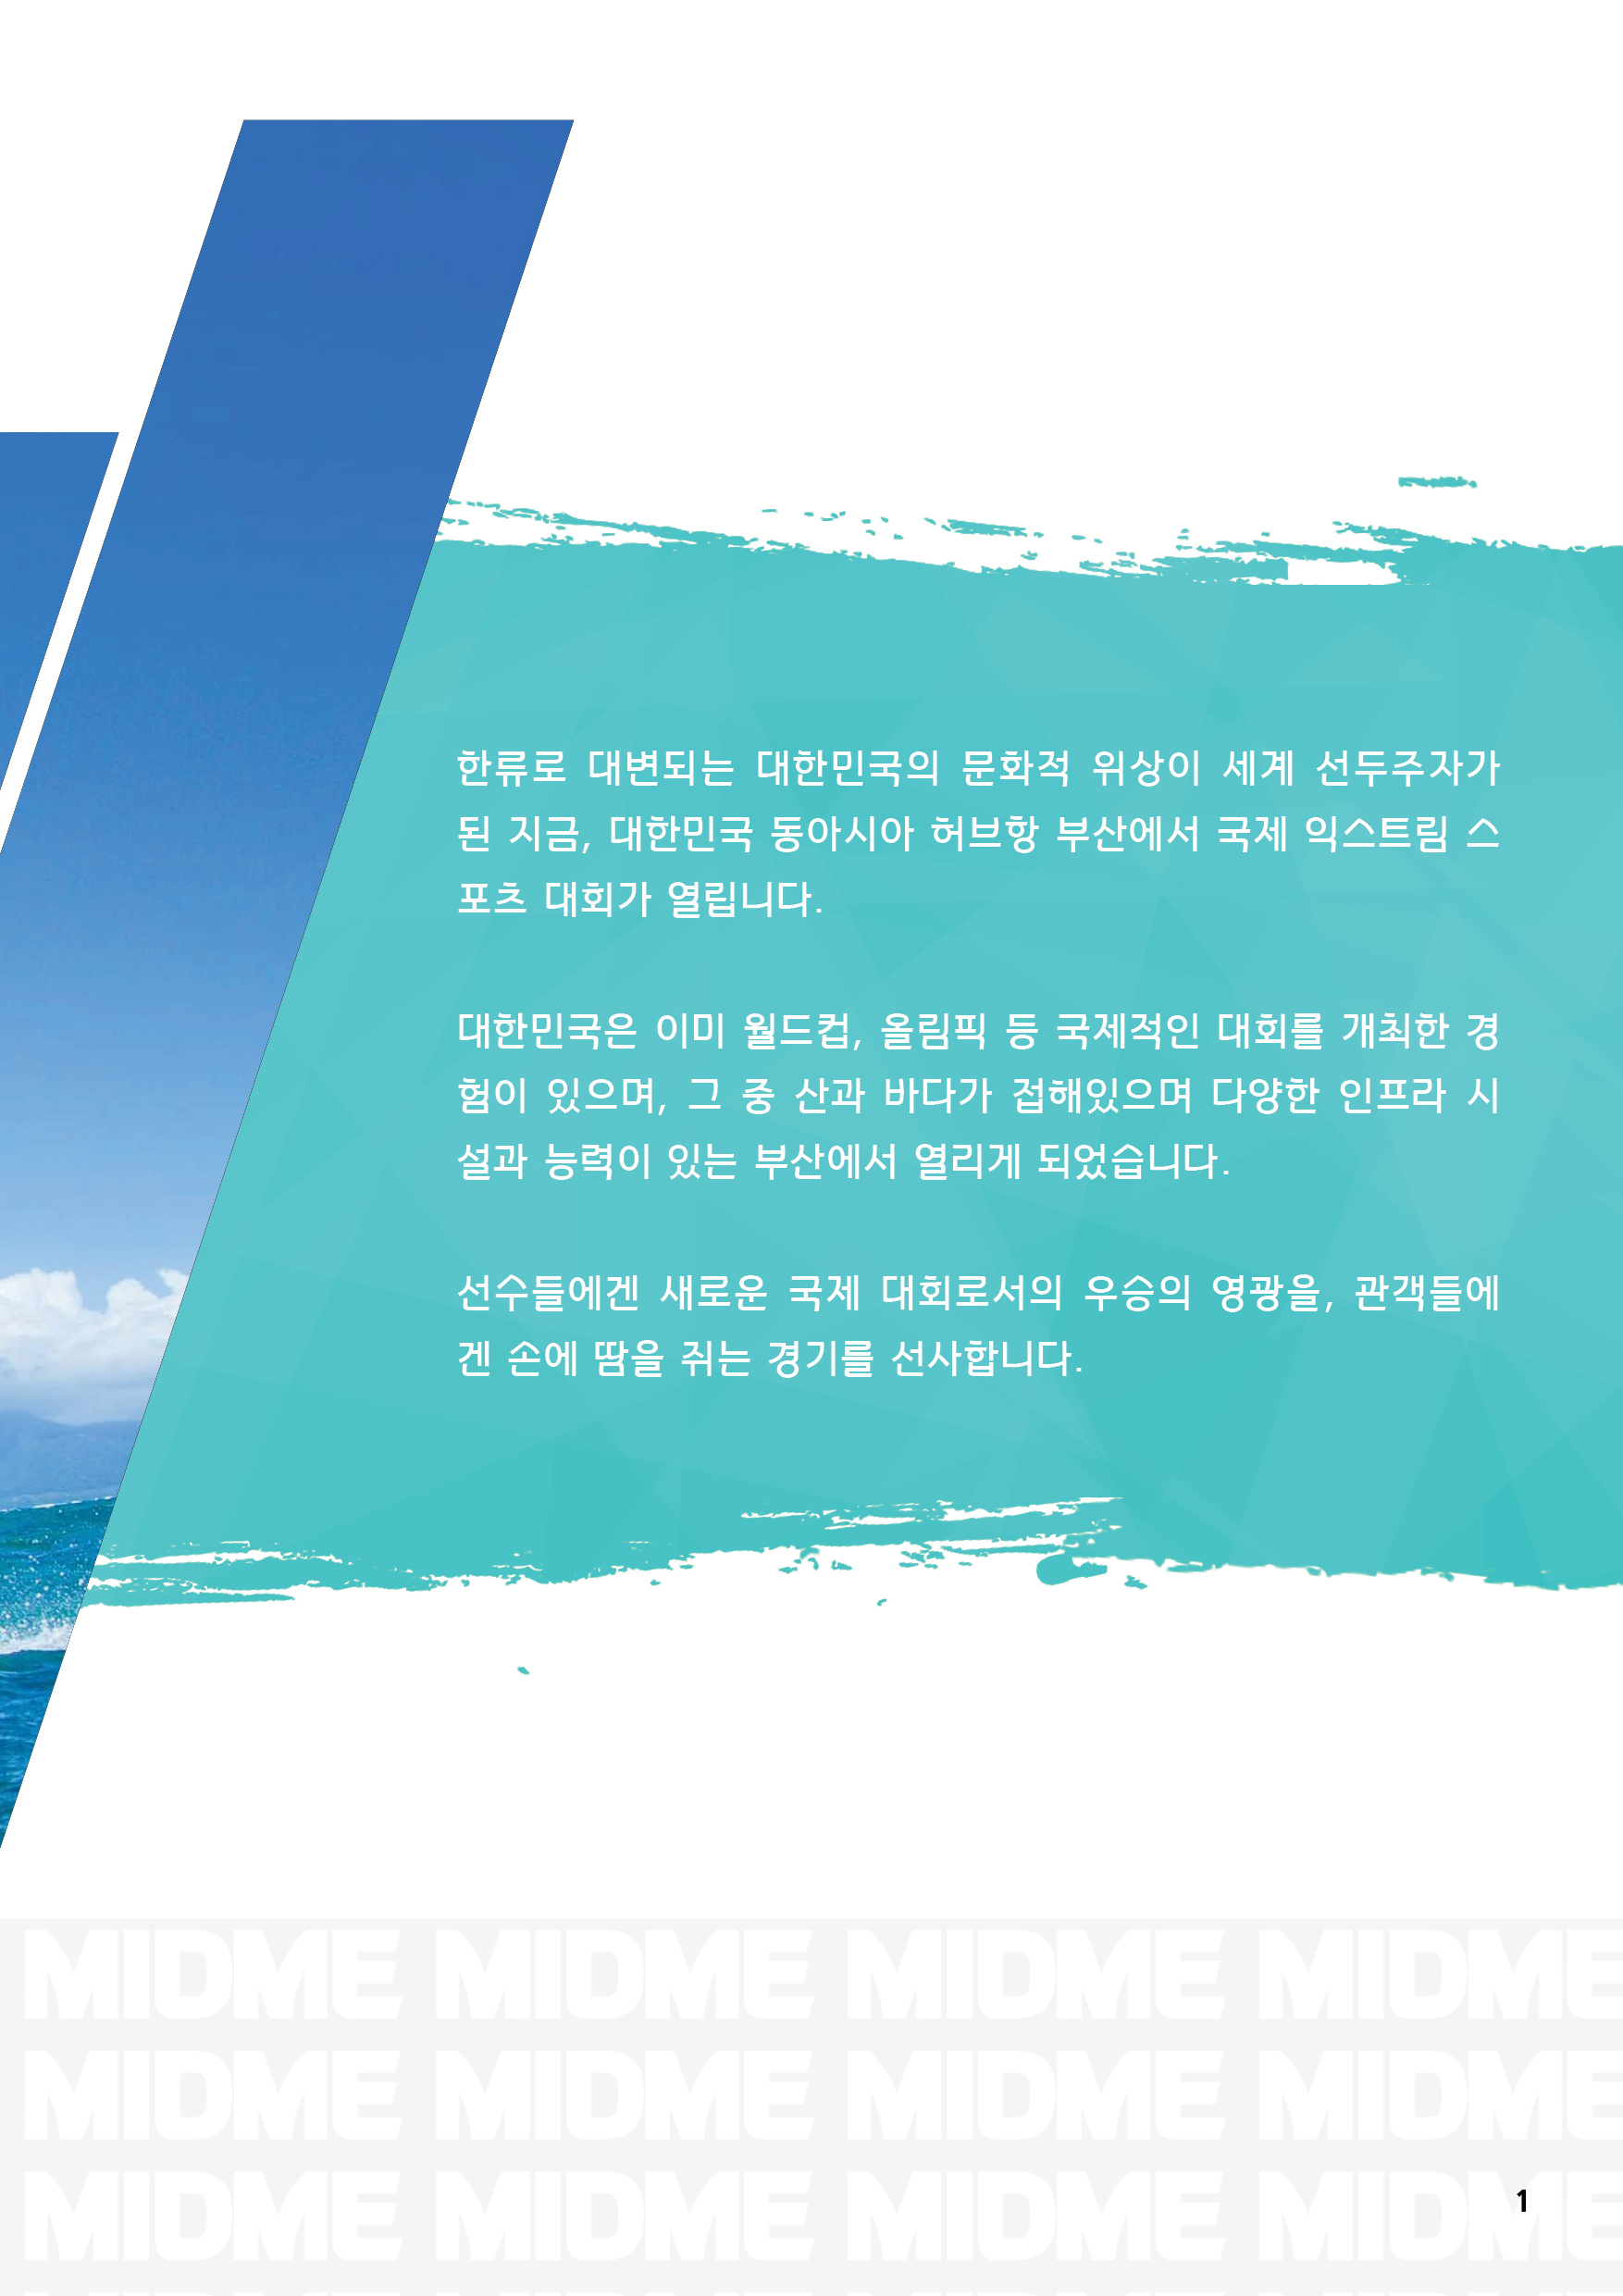 한류로 대변되는 대한민국의 문화적 위상이 세계 선두주자가
된 지금, 대한민국 동아시아 허브항 부산에서 국제 익스트림 스
포츠 대회가 열립니다.
대한민국은 이미 월드컵, 올림픽 등 국제적인 대회를 개최한 경
험이 있으며, 그 중 산과 바다가 접해있으며 다양한 인프라 시
설과 능력이 있는 부산에서 열리게 되었습니다.
선수들에겐 새로운 국제 대회로서의 우승의 영광을, 관객들에
겐 손에 땀을 쥐는 경기를 선사합니다.
MIDME MIDME MIDME MIDME
MIDME MIDME MIDME MIDME
MIDME MIDME MIDME MIDME
1